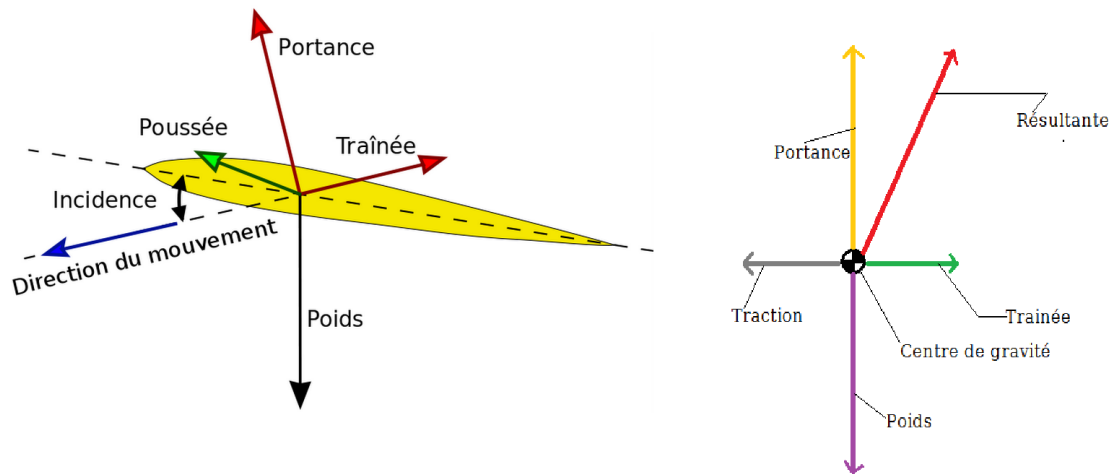 Portance
Poussée
Traînée
Incidence
Direction du mouvement
Poids
Résultante
Portance
Traction
Trainée
Centre de gravité
Poids